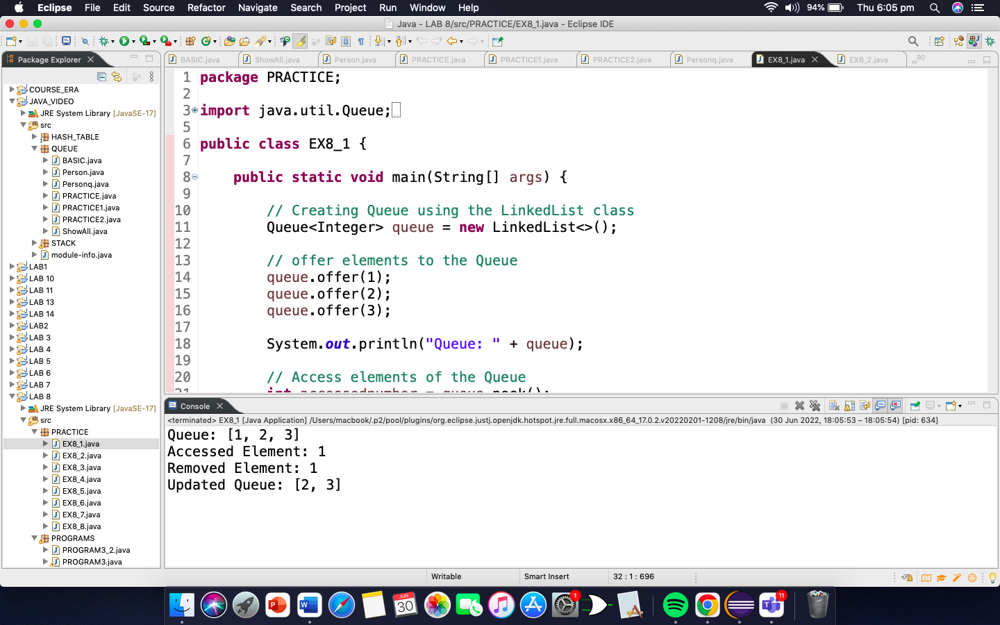 Eclipse File Edit Source Refactor Navigate Search Project Run Window Help 94% Thu 6:05 pm
Java - LAB 8/src/PRACTICE/EX8_1.java - Eclipse IDE
Package Explorer
BASIC.java ShowAll.java Person.java PRACTICE.java PRACTICE1.java PRACTICE2.java Personq.java EX8_1.java EX8_2.java »20
COURSE_ERA
JAVA_VIDEO
JRE System Library [JavaSE-17]
src
HASH_TABLE
QUEUE
BASIC.java
Person.java
Personq.java
PRACTICE.java
PRACTICE1.java
PRACTICE2.java
ShowAll.java
STACK
module-info.java
LAB1
LAB 10
LAB 11
LAB 13
LAB 14
LAB2
LAB 3
LAB 4
LAB 5
LAB 6
LAB 7
LAB 8
JRE System Library [JavaSE-17]
src
PRACTICE
EX8_1.java
EX8_2.java
EX8_3.java
EX8_4.java
EX8_5.java
EX8_6.java
EX8_7.java
EX8_8.java
PROGRAMS
PROGRAM3_2.java
PROGRAM3.java
1 package PRACTICE;
2
3 import java.util.Queue;
5
6 public class EX8_1 {
7
8 public static void main(String[] args) {
9
10 // Creating Queue using the LinkedList class
11 Queue<Integer> queue = new LinkedList<>();
12
13 // offer elements to the Queue
14 queue.offer(1);
15 queue.offer(2);
16 queue.offer(3);
17
18 System.out.println("Queue: " + queue);
19
20 // Access elements of the Queue
21 int accessednumber = queue.peek();
Console
<terminated> EX8_1 [Java Application] /Users/macbook/.p2/pool/plugins/org.eclipse.justj.openjdk.hotspot.jre.full.macosx.x86_64_17.0.2.v20220201-1208/jre/bin/java (30 Jun 2022, 18:05:53 – 18:05:54) [pid: 634]
Queue: [1, 2, 3]
Accessed Element: 1
Removed Element: 1
Updated Queue: [2, 3]
Writable Smart Insert 32 : 1 : 696
JUN
30
1
11